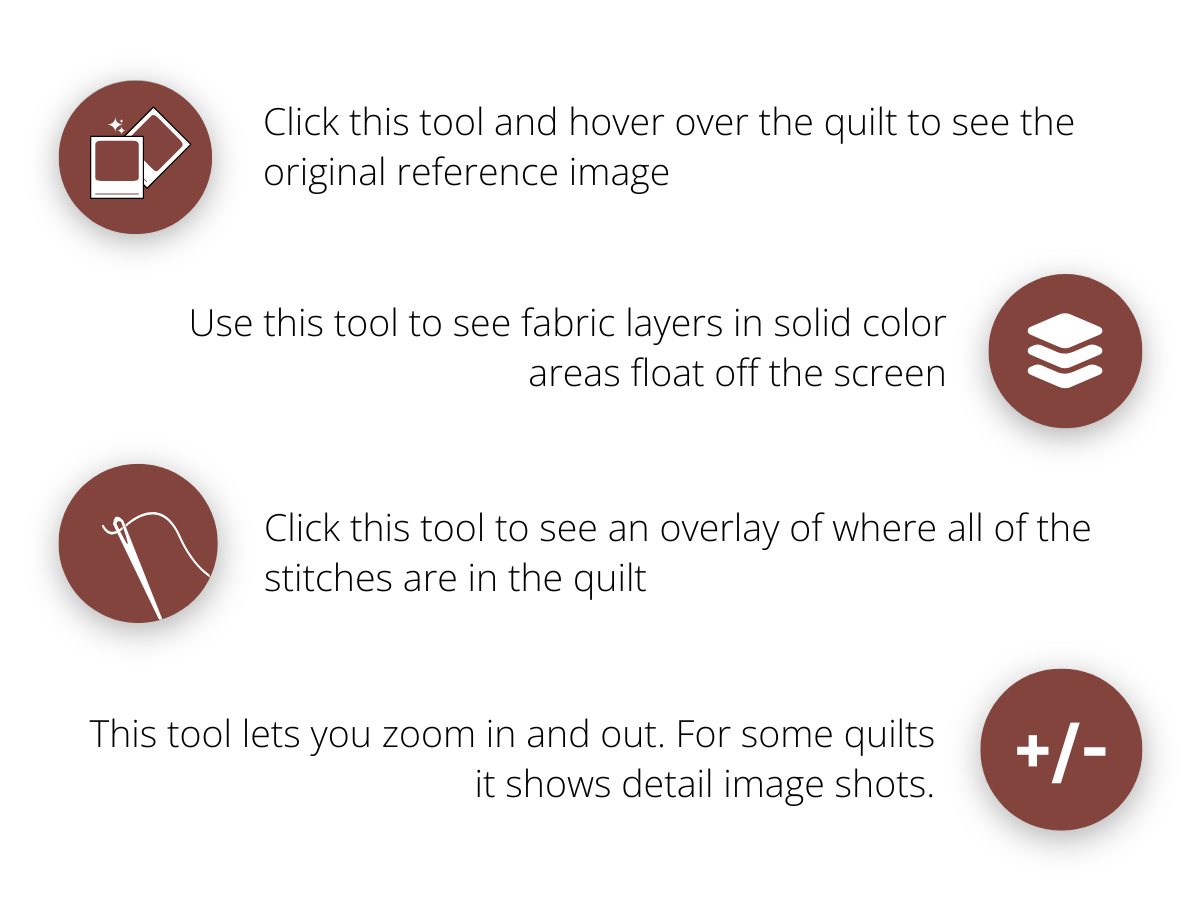 Click this tool and hover over the quilt to see the
original reference image
Use this tool to see fabric layers in solid color
areas float off the screen
Click this tool to see an overlay of where all of the
stitches are in the quilt
This tool lets you zoom in and out. For some quilts
it shows detail image shots.
+/-